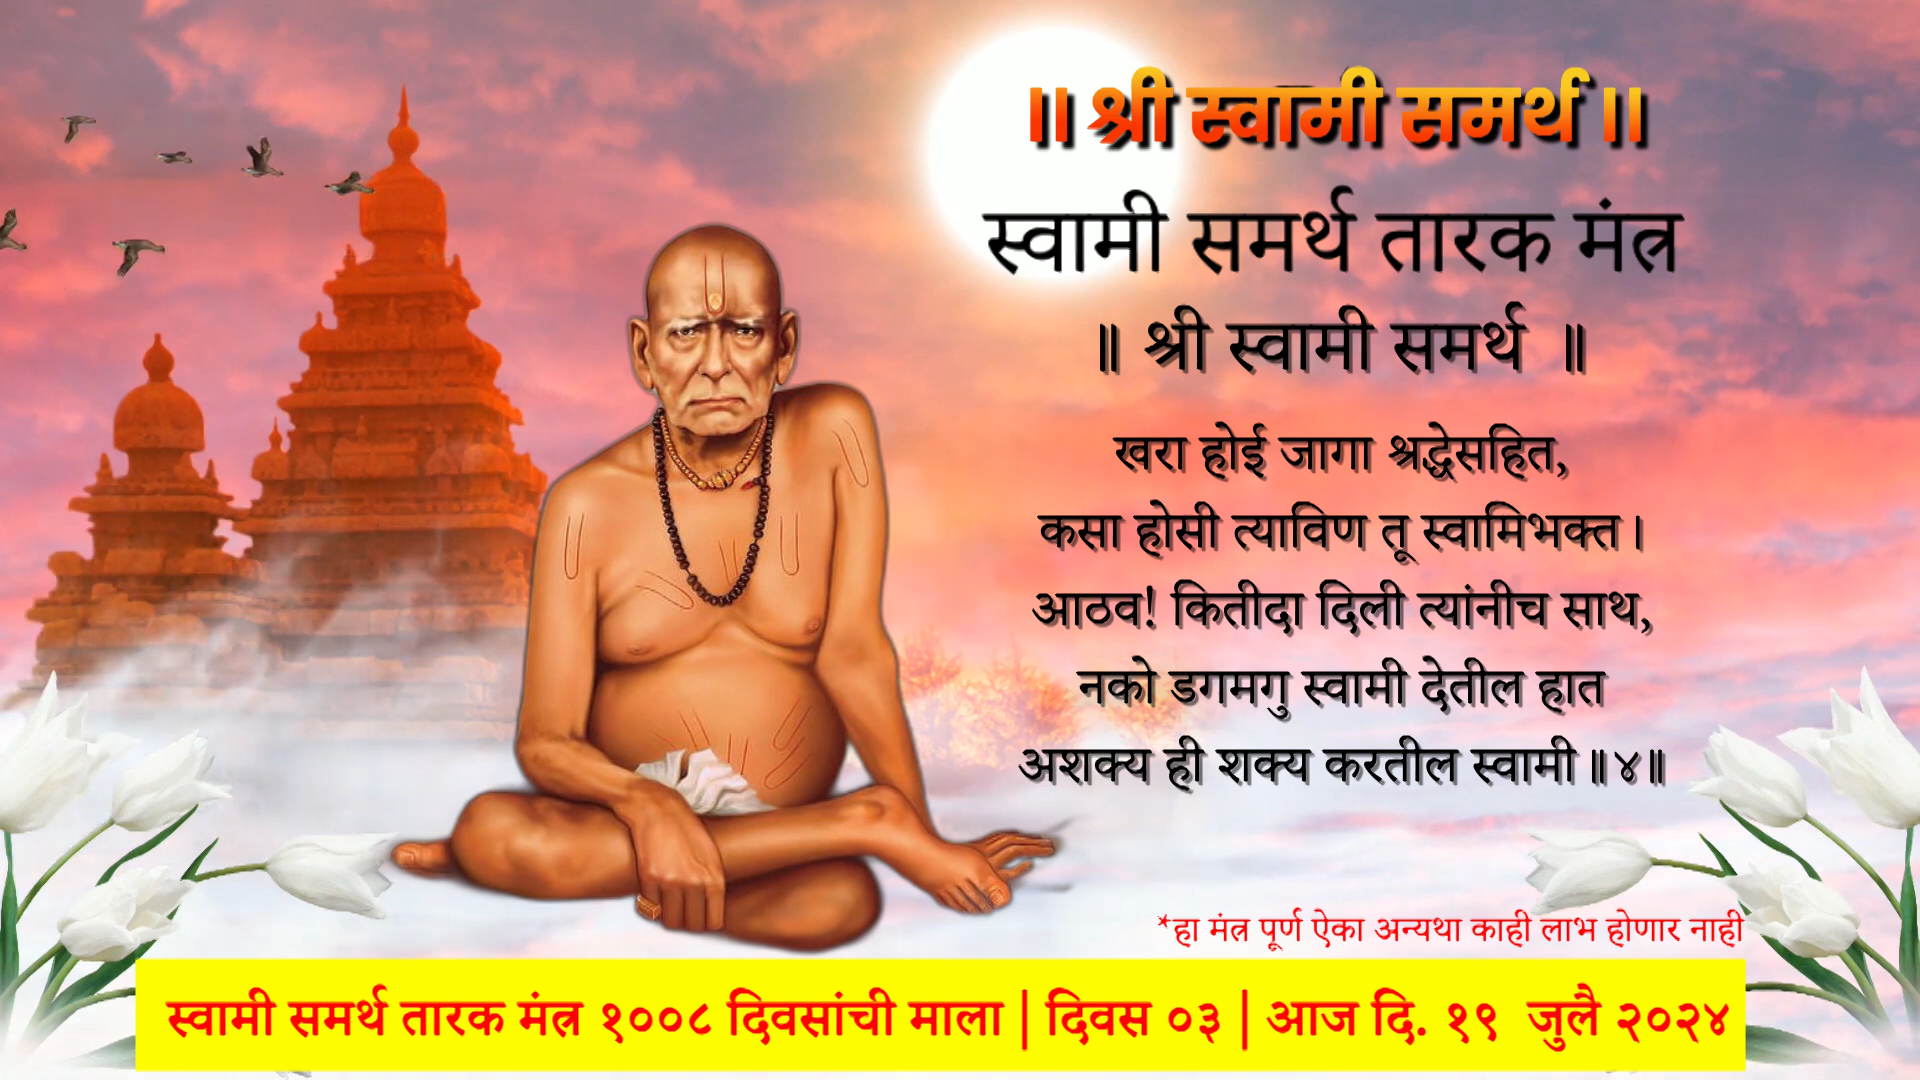 ॥ श्री स्वामी समर्थ ॥
स्वामी समर्थ तारक मंत्र
॥ श्री स्वामी समर्थ ॥
खरा होई जागा श्रद्धेसहित,
कसा होसी त्याविण तू स्वामिभक्त।
आठव! कितीदा दिली त्यांनीच साथ,
नको डगमगु स्वामी देतील हात
अशक्य ही शक्य करतील स्वामी॥४॥
*हा मंत्र पूर्ण ऐका अन्यथा काही लाभ होणार नाही
स्वामी समर्थ तारक मंत्र १००८ दिवसांची माला | दिवस ०३ | आज दि. १९ जुलै २०२४